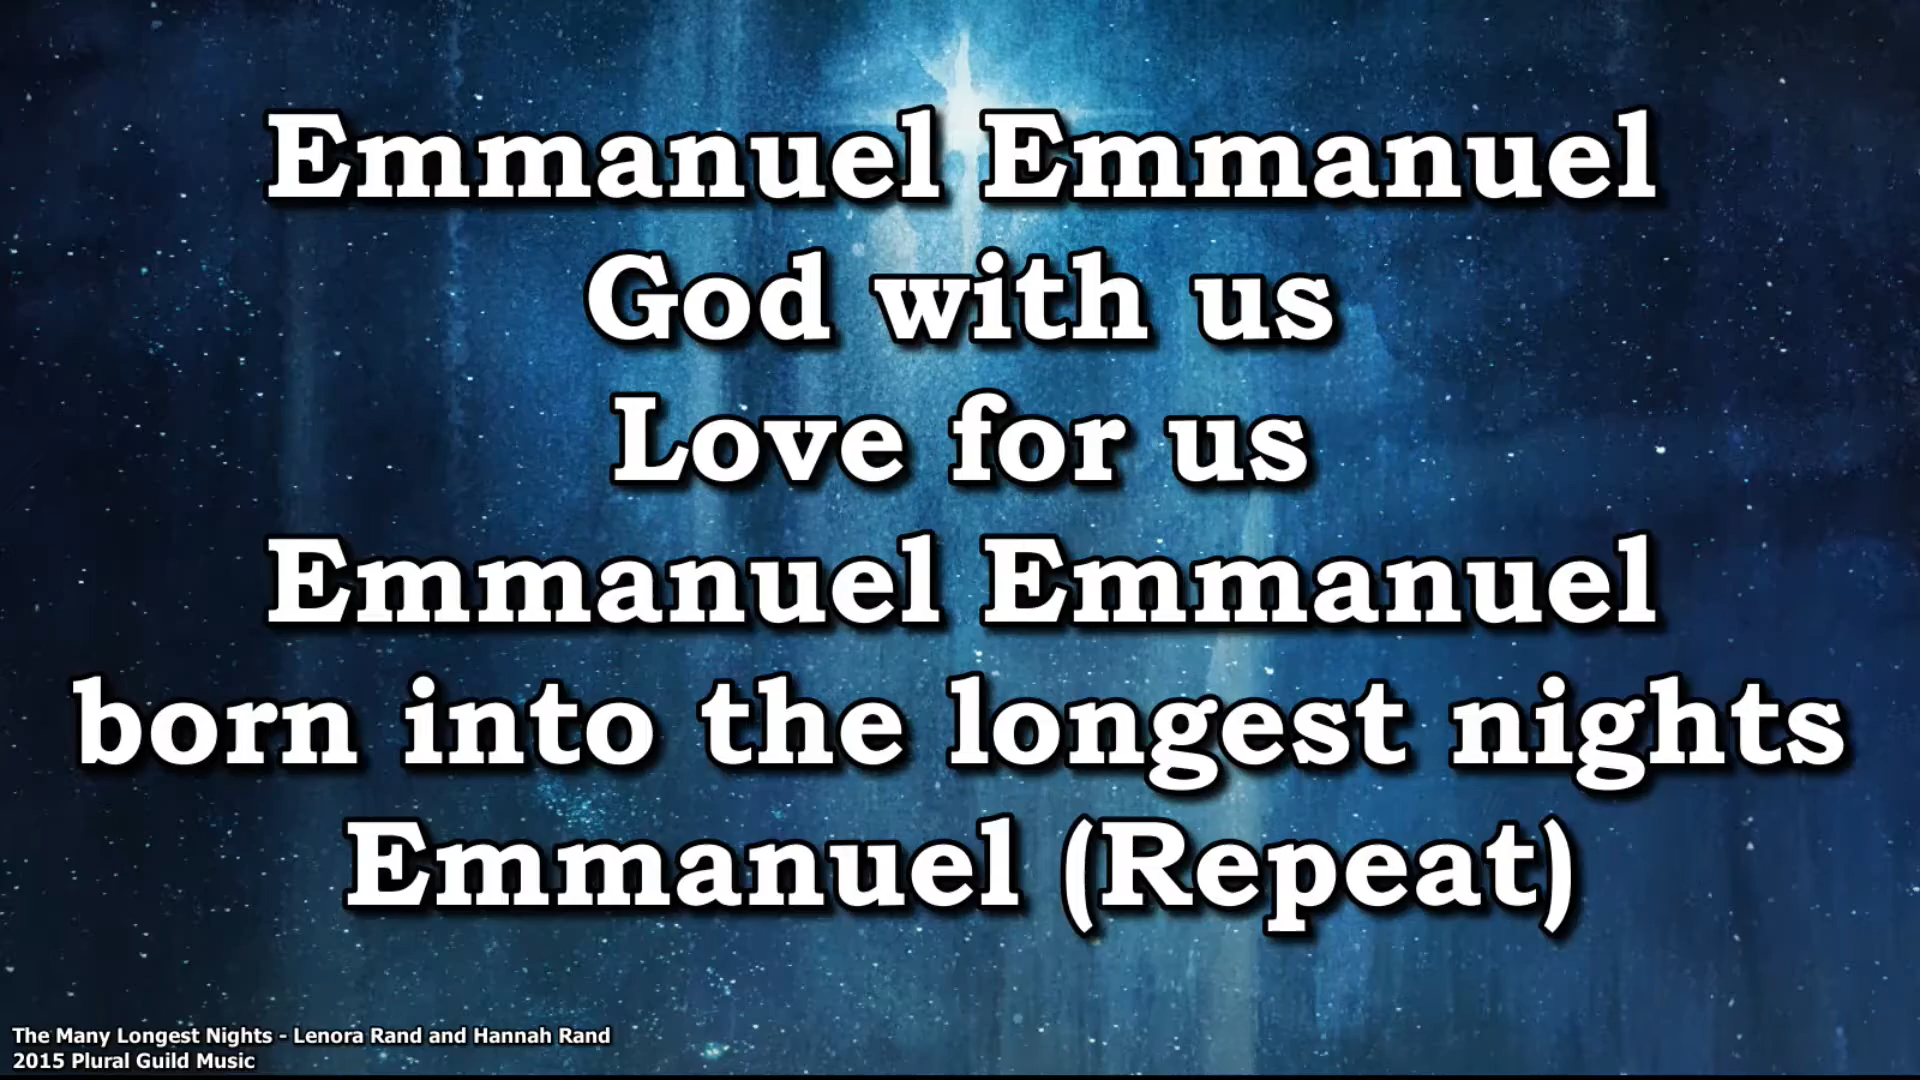 Emmanuel Emmanuel
God with us
Love for us
Emmanuel Emmanuel
born into the longest nights
Emmanuel (Repeat)
The Many Longest Nights - Lenora Rand and Hannah Rand
2015 Plural Guild Music